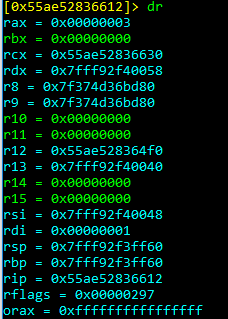 [0x55ae52836612]> dr
rax = 0x00000003
rbx = 0x00000000
rcx = 0x55ae52836630
rdx = 0x7fff92f40058
r8 = 0x7f374d36bd80
r9 = 0x7f374d36bd80
r10 = 0x00000000
r11 = 0x00000000
r12 = 0x55ae528364f0
r13 = 0x7fff92f40040
r14 = 0x00000000
r15 = 0x00000000
rsi = 0x7fff92f40048
rdi = 0x00000001
rsp = 0x7fff92f3ff60
rbp = 0x7fff92f3ff60
rip = 0x55ae52836612
rflags = 0x00000297
orax = 0xffffffffffffffff